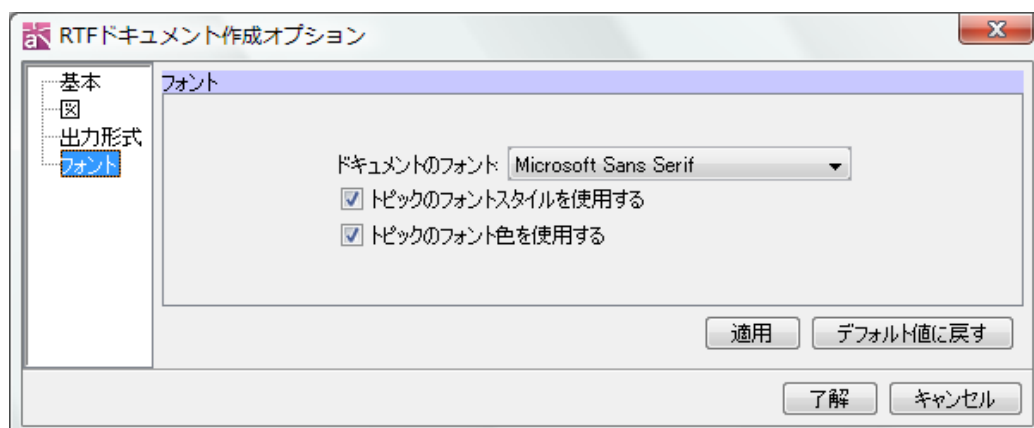 RTFドキュメント作成オプション
基本
図
出力形式
フォント
フォント
ドキュメントのフォント: Microsoft Sans Serif
トピックのフォントスタイルを使用する
トピックのフォント色を使用する
適用 デフォルト値に戻す
了解 キャンセル